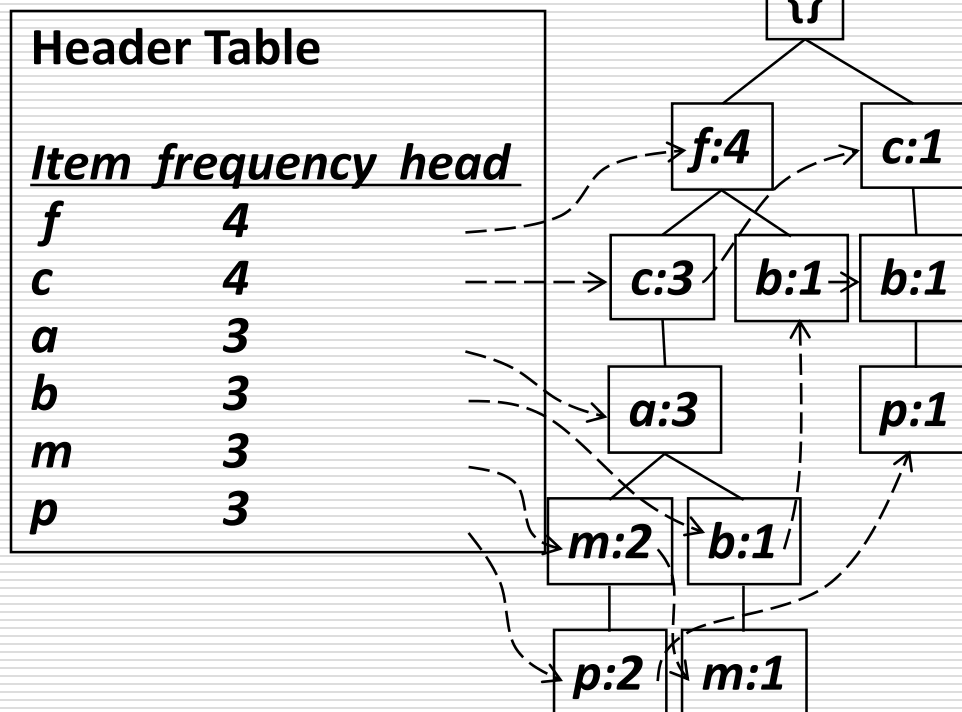 Header Table
Item frequency head
f 4
c 4
a 3
b 3
m 3
p 3
{}
f:4 c:1
c:3 b:1 b:1
a:3 p:1
m:2 b:1
p:2 m:1